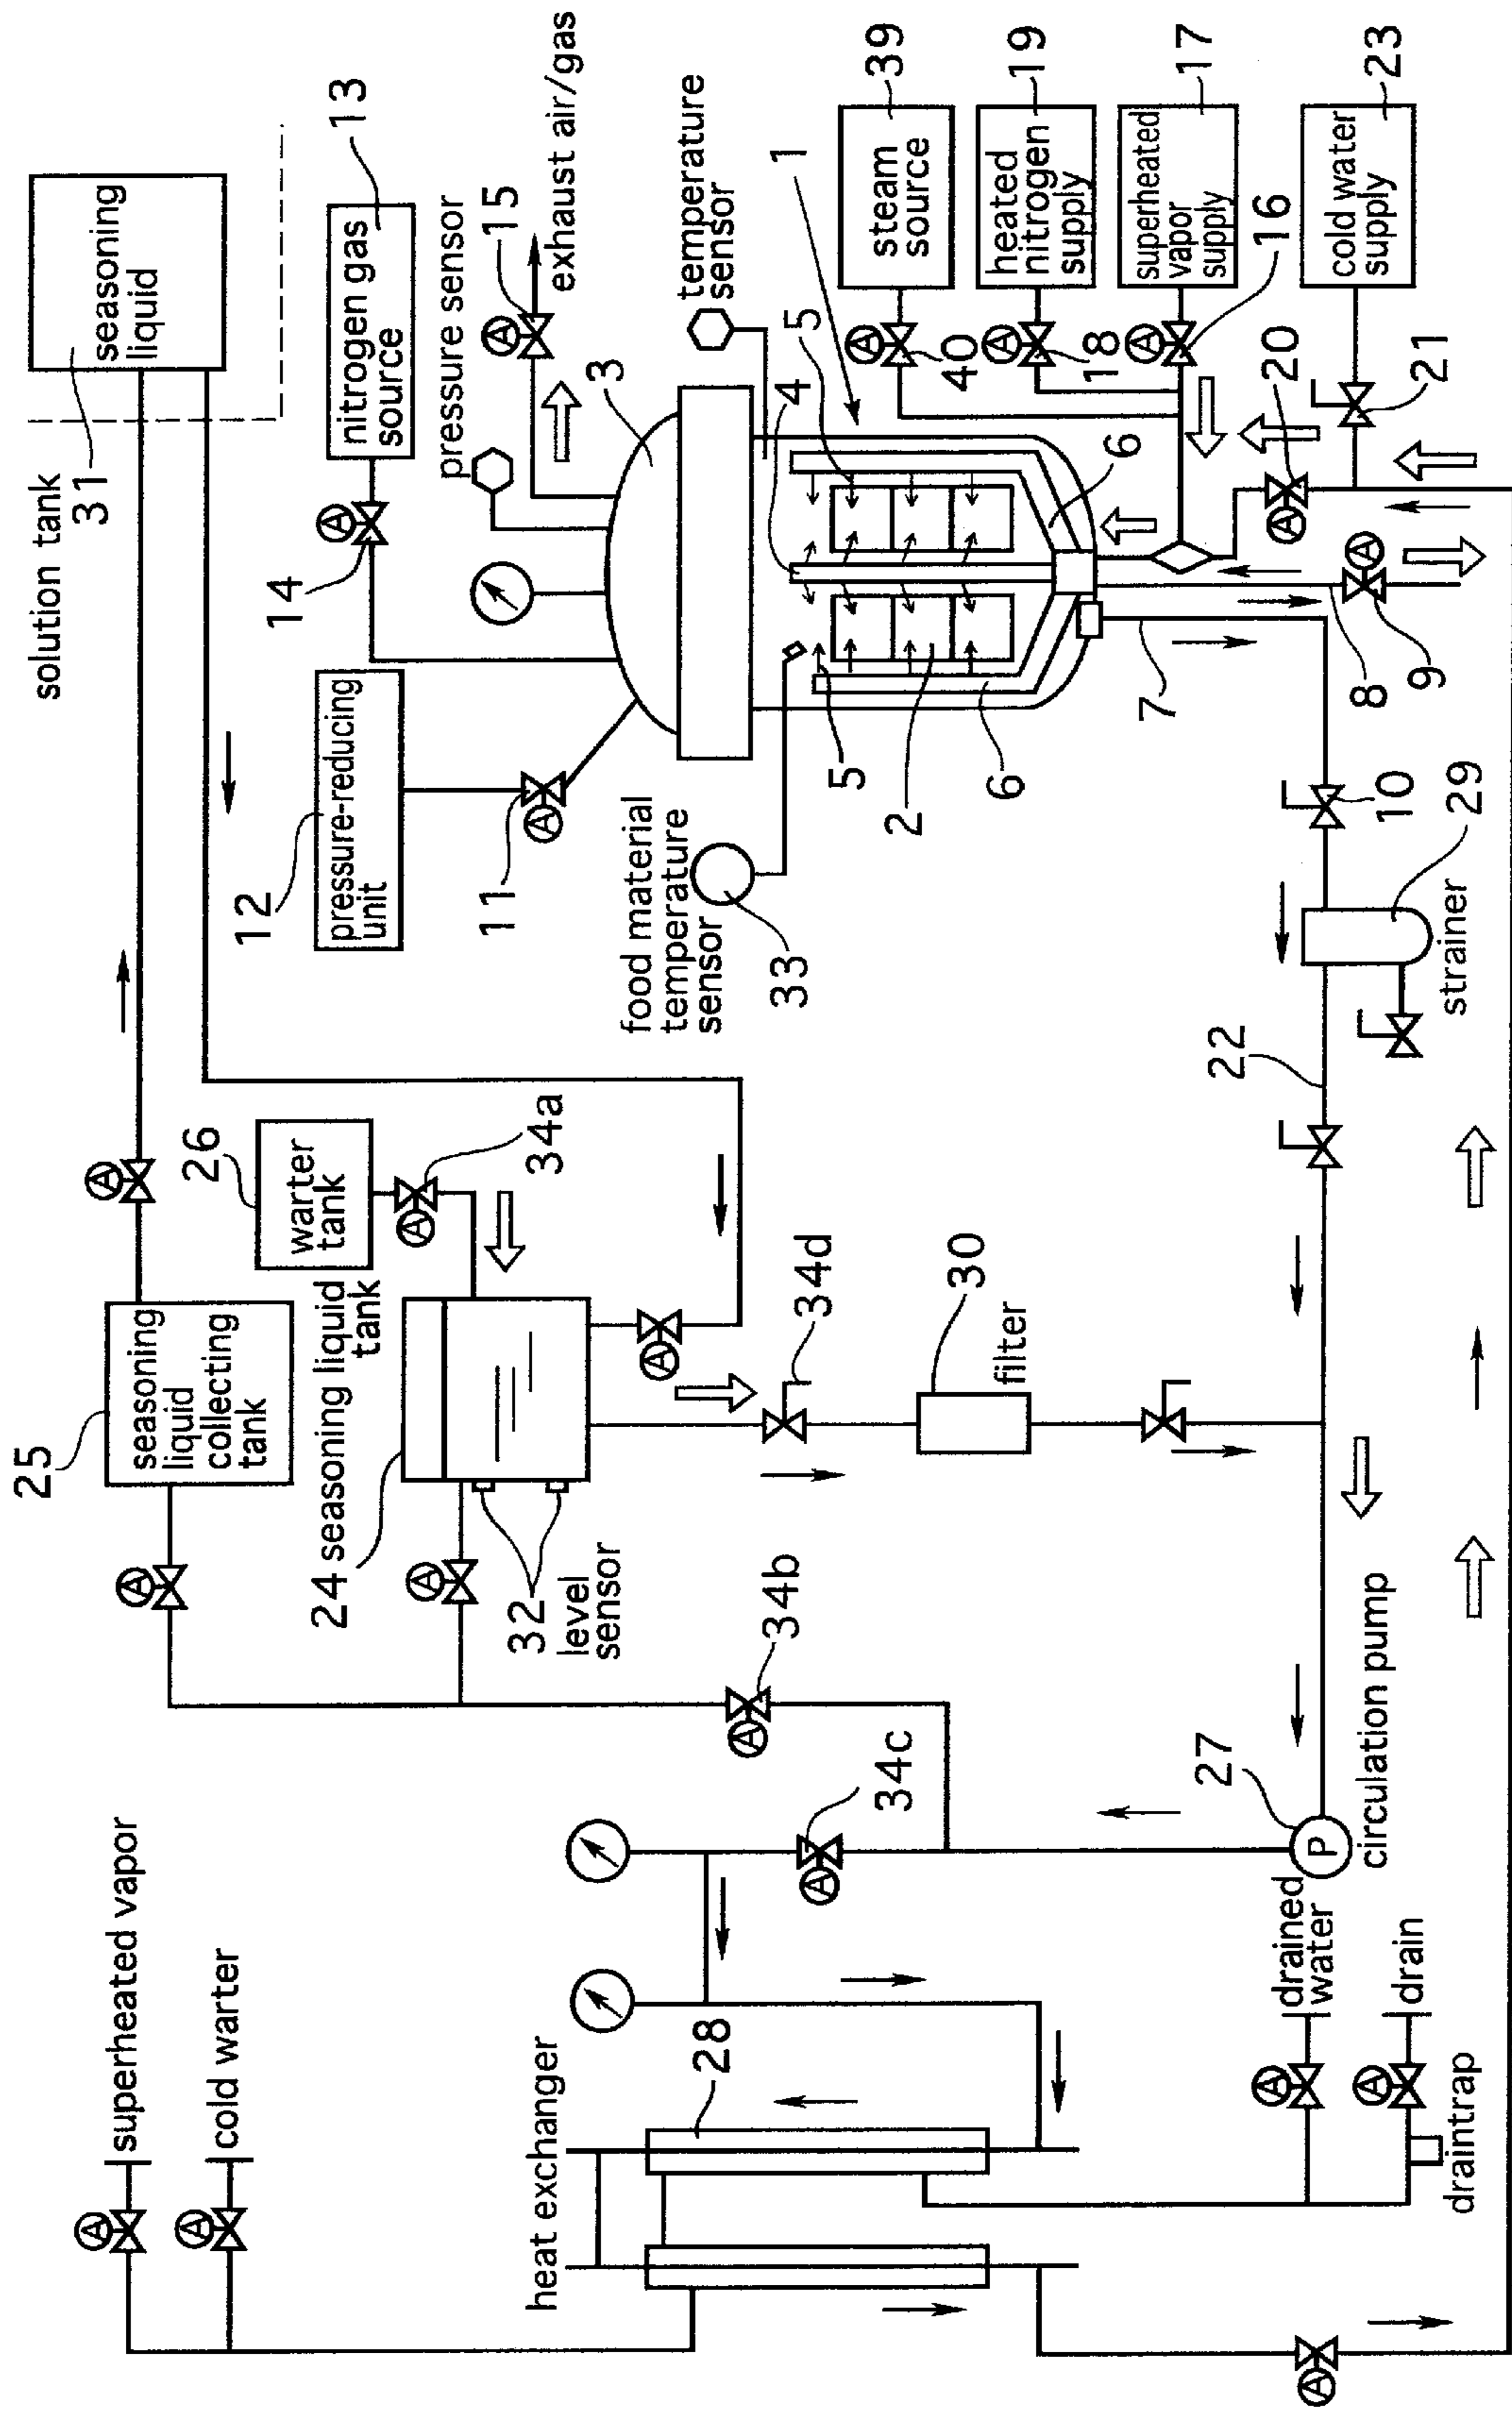 superheated vapor
A
cold warter
A
heat exchanger
28
25
seasoning
liquid
collecting
tank
A
A
26
warter
tank
34a
A
24 seasoning liquid
tank
A
32
level
sensor
A
34d
30
filter
34b
A
34c
A
27
P
circulation pump
drained
water
A
drain
A
draintrap
A
solution tank
31
seasoning
liquid
12
pressure-reducing
unit
11
A
14
A
nitrogen gas
source
13
pressure sensor
A
15
exhaust air/gas
3
temperature
sensor
food material
temperature
sensor
33
1
4
5
5
2
6
6
39
steam
source
A
40
19
heated
nitrogen
supply
A
18
17
superheated
vapor
supply
A
16
23
cold water
supply
21
20
A
7
8
9
A
10
29
strainer
22